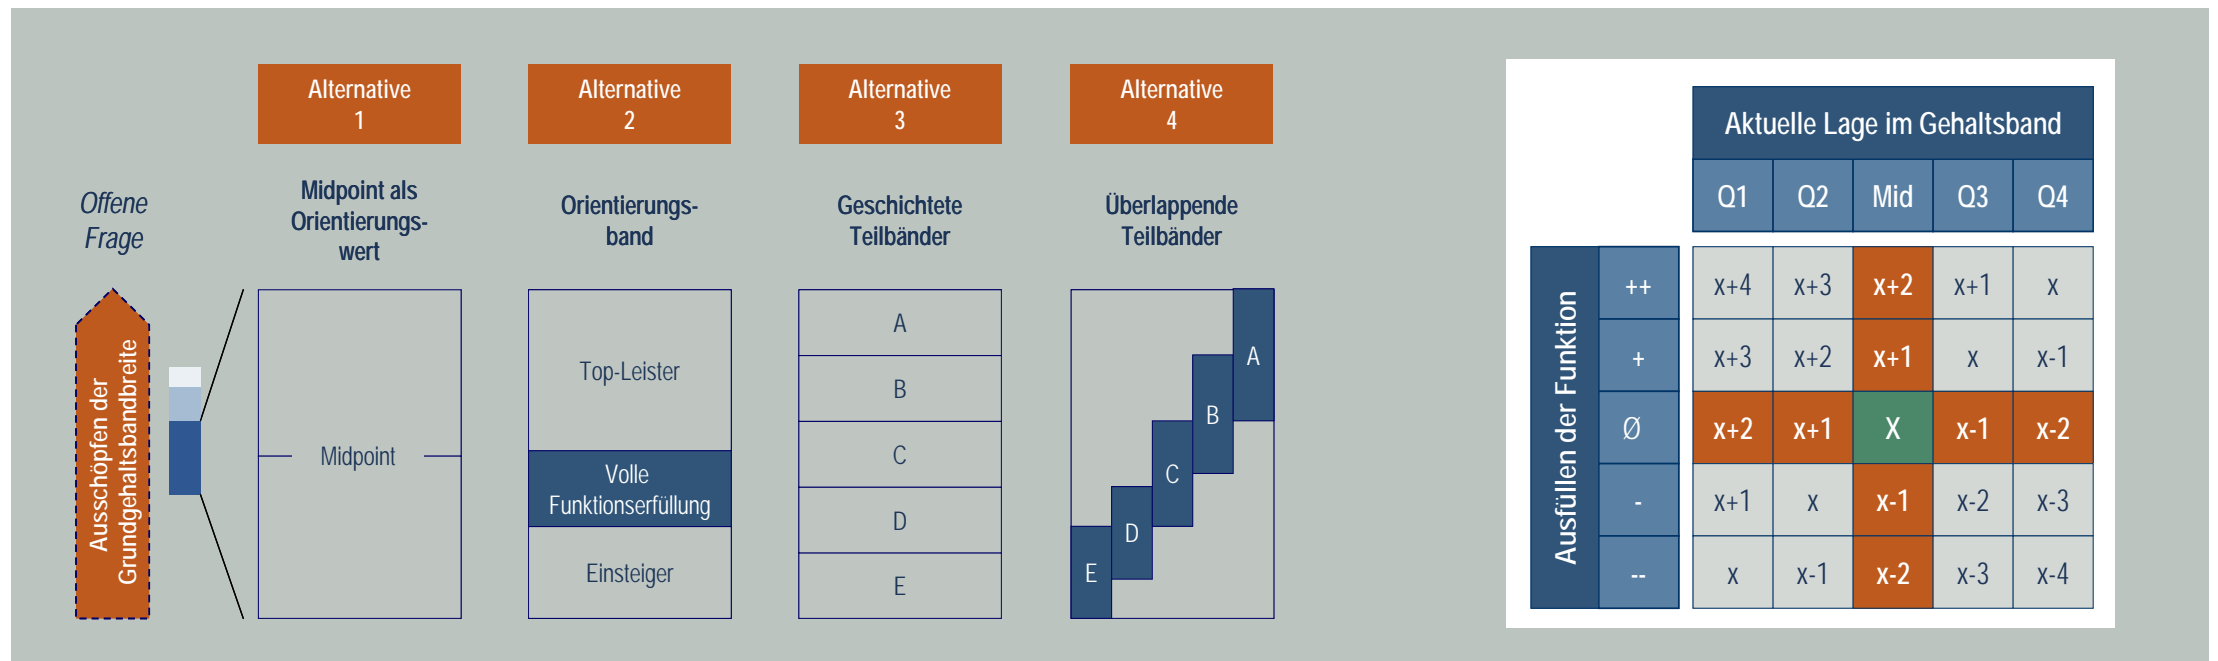 Alternative
1
Alternative
2
Alternative
3
Alternative
4
Offene
Frage
Midpoint als
Orientierungs-
wert
Orientierungs-
band
Geschichtete
Teilbänder
Überlappende
Teilbänder
Ausschöpfen der
Grundgehaltsbandbreite
Midpoint
Top-Leister
Volle
Funktionserfüllung
Einsteiger
A
B
C
D
E
A
B
C
D
E
Aktuelle Lage im Gehaltsband
Q1 Q2 Mid Q3 Q4
Ausfüllen der Funktion
++ x+4 x+3 x+2 x+1 x
+ x+3 x+2 x+1 x x-1
Ø x+2 x+1 X x-1 x-2
- x+1 x x-1 x-2 x-3
-- x x-1 x-2 x-3 x-4